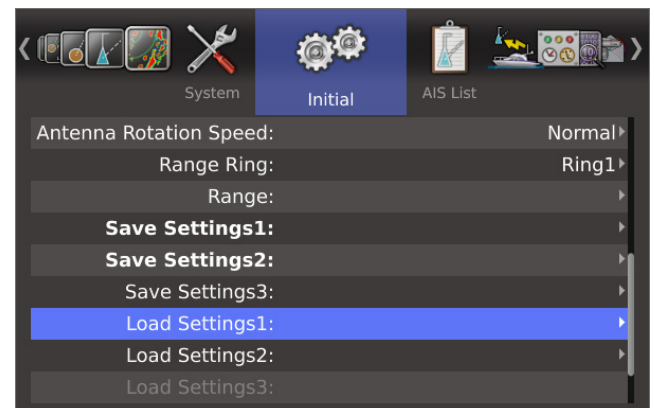 System
Initial
AIS List
Antenna Rotation Speed: Normal
Range Ring: Ring1
Range:
Save Settings1:
Save Settings2:
Save Settings3:
Load Settings1:
Load Settings2:
Load Settings3: